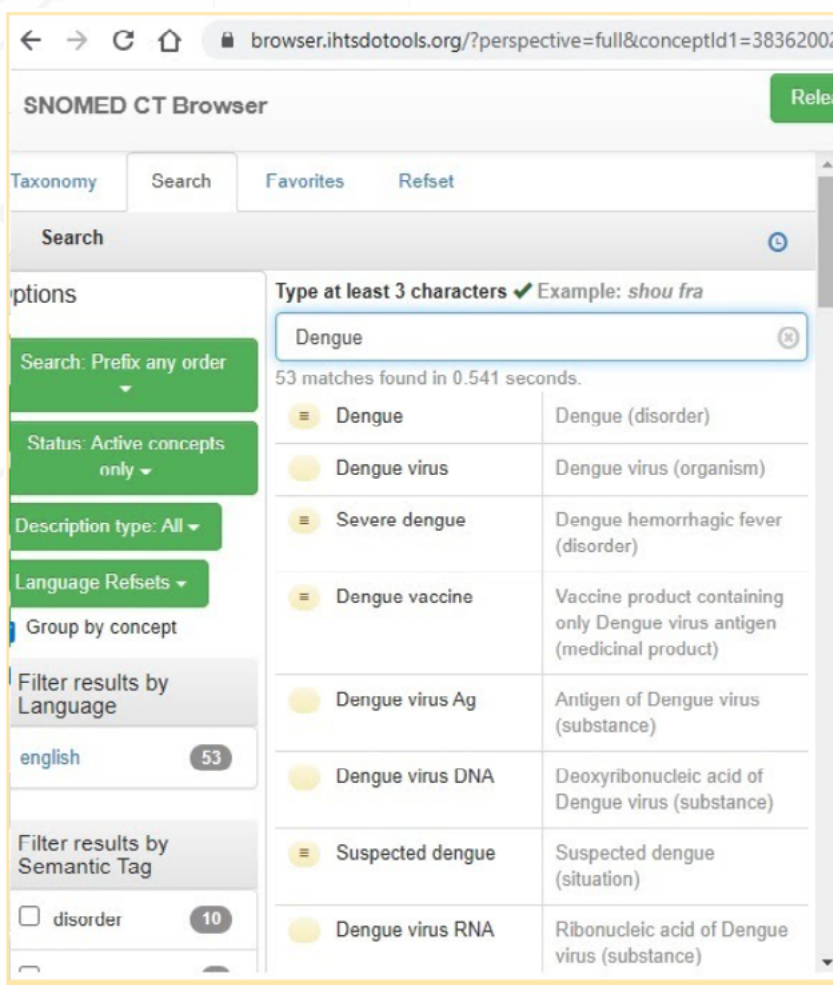 browser.ihtsdotools.org/?perspective=full&conceptId1=38362002
SNOMED CT Browser
Taxonomy Search Favorites Refset
Search
Type at least 3 characters ✔ Example: shou fra
Dengue
53 matches found in 0.541 seconds.
Search: Prefix any order
Status: Active concepts
only
Description type: All
Language Refsets
Group by concept
Filter results by
Language
english 53
Filter results by
Semantic Tag
disorder 10
Dengue Dengue (disorder)
Dengue virus Dengue virus (organism)
Severe dengue Dengue hemorrhagic fever
(disorder)
Dengue vaccine Vaccine product containing
only Dengue virus antigen
(medicinal product)
Dengue virus Ag Antigen of Dengue virus
(substance)
Dengue virus DNA Deoxyribonucleic acid of
Dengue virus (substance)
Suspected dengue Suspected dengue
(situation)
Dengue virus RNA Ribonucleic acid of Dengue
virus (substance)